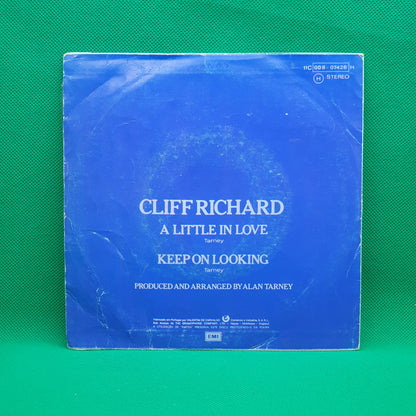 11C 008-07428 H
H STEREO
CLIFF RICHARD
A LITTLE IN LOVE
Tarney
KEEP ON LOOKING
Tarney
PRODUCED AND ARRANGED BY ALAN TARNEY
EMI